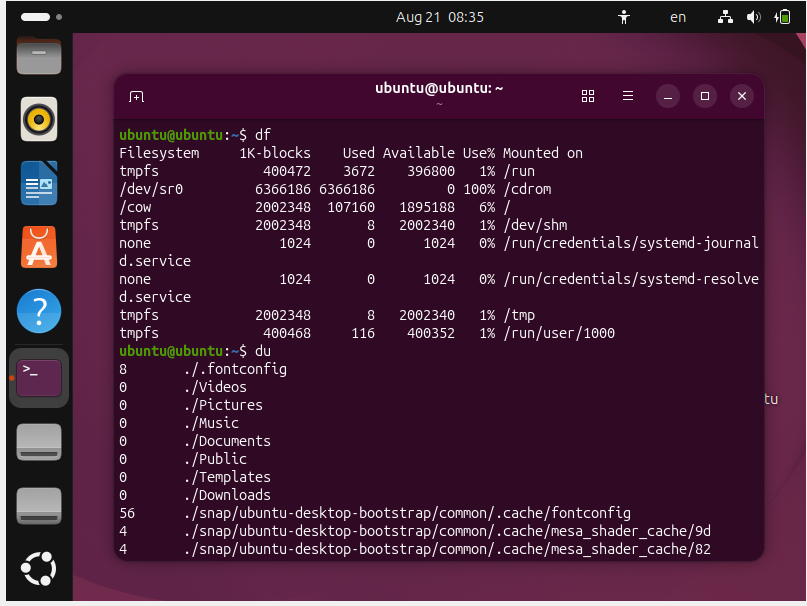 Aug 21 08:35
en
ubuntu@ubuntu: ~
~
ubuntu@ubuntu:~$ df
Filesystem     1K-blocks    Used Available Use% Mounted on
tmpfs             400472    3672    396800   1% /run
/dev/sr0         6366186 6366186         0 100% /cdrom
/cow             2002348  107160   1895188   6% /
tmpfs            2002348       8   2002340   1% /dev/shm
none                1024       0      1024   0% /run/credentials/systemd-journal
d.service
none                1024       0      1024   0% /run/credentials/systemd-resolve
d.service
tmpfs            2002348       8   2002340   1% /tmp
tmpfs             400468     116    400352   1% /run/user/1000
ubuntu@ubuntu:~$ du
8       ./.fontconfig
0       ./Videos
0       ./Pictures
0       ./Music
0       ./Documents
0       ./Public
0       ./Templates
0       ./Downloads
56      ./snap/ubuntu-desktop-bootstrap/common/.cache/fontconfig
4       ./snap/ubuntu-desktop-bootstrap/common/.cache/mesa_shader_cache/9d
4       ./snap/ubuntu-desktop-bootstrap/common/.cache/mesa_shader_cache/82
tu